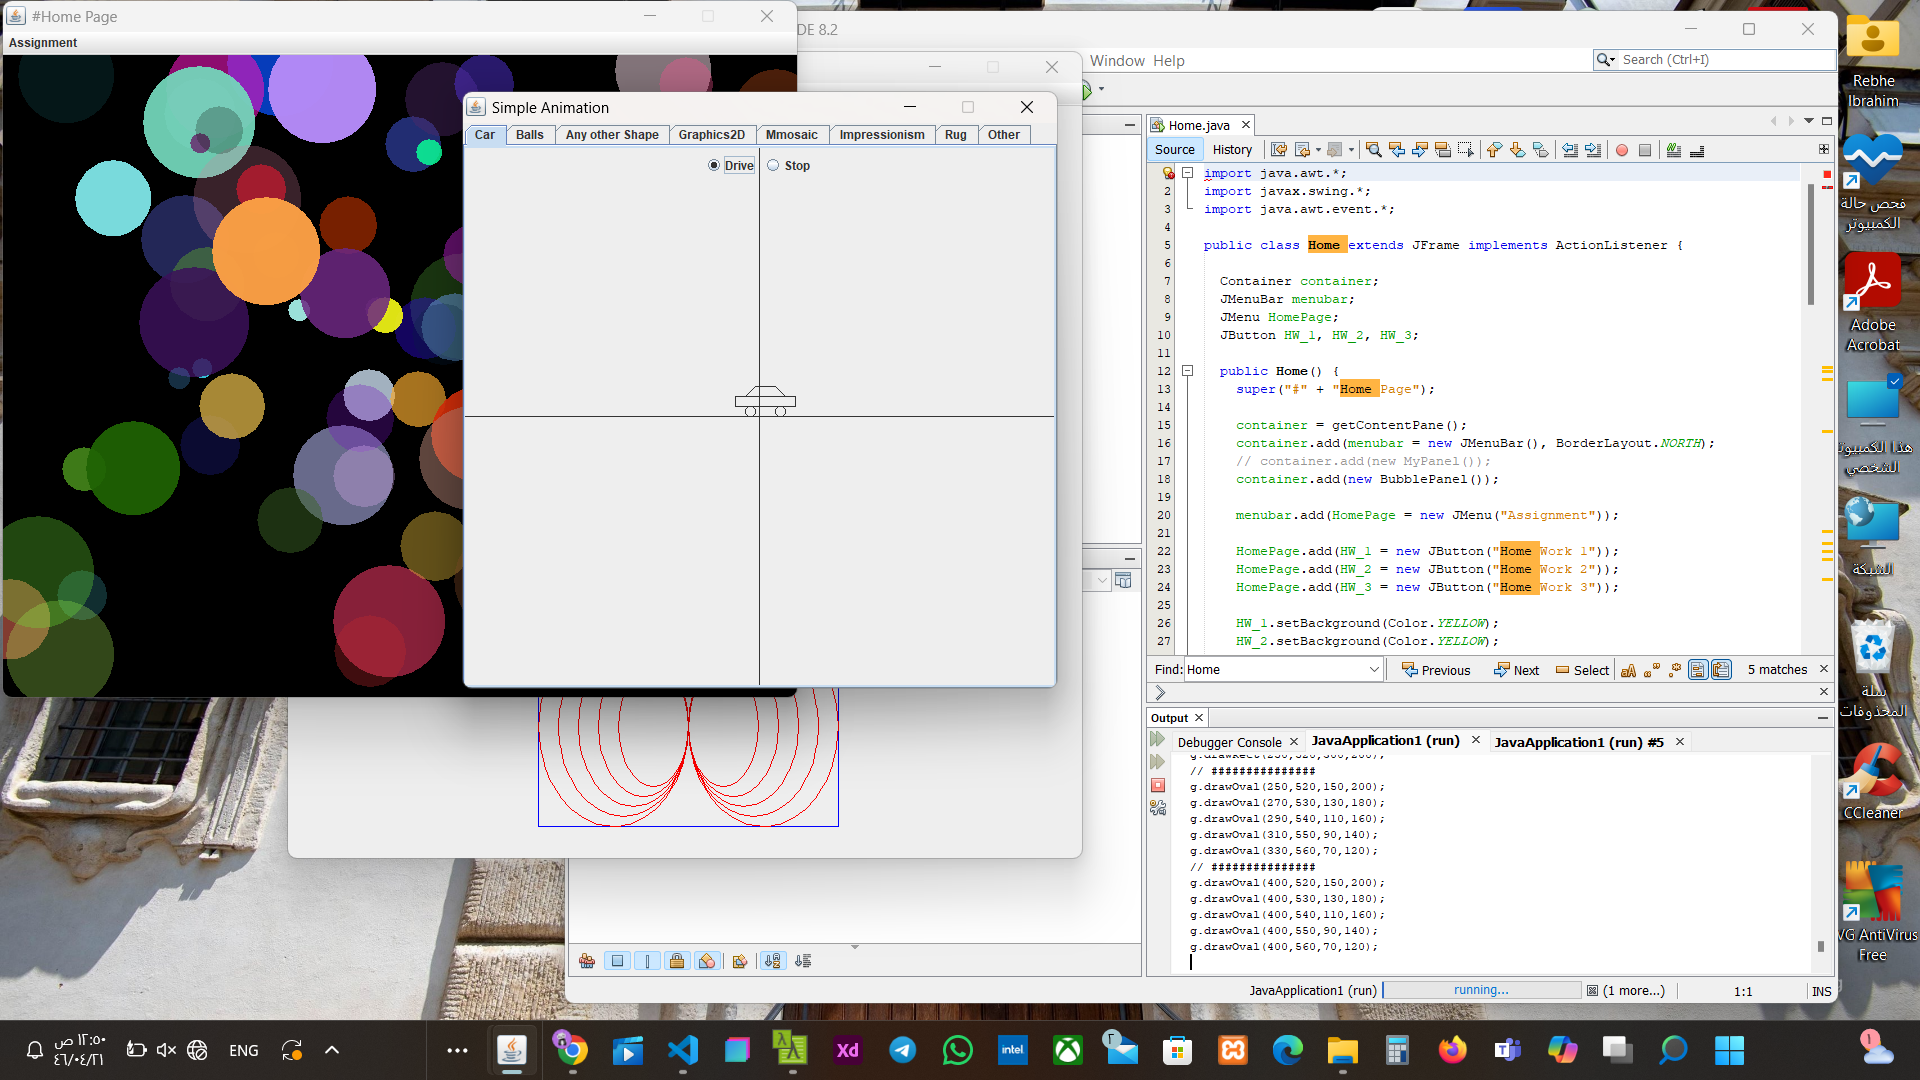 #Home Page
Assignment
DE 8.2
Window Help
Search (Ctrl+I)
Simple Animation
Car Balls Any other Shape Graphics2D Mmosaic Impressionism Rug Other
Drive Stop
Home.java
Source History
1 import java.awt.*;
2 import javax.swing.*;
3 import java.awt.event.*;
4
5 public class Home extends JFrame implements ActionListener {
6
7 Container container;
8 JMenuBar menubar;
9 JMenu HomePage;
10 JButton HW_1, HW_2, HW_3;
11
12 public Home() {
13 super("#" + "Home Page");
14
15 container = getContentPane();
16 container.add(menubar = new JMenuBar(), BorderLayout.NORTH);
17 // container.add(new MyPanel());
18 container.add(new BubblePanel());
19
20 menubar.add(HomePage = new JMenu("Assignment"));
21
22 HomePage.add(HW_1 = new JButton("Home Work 1"));
23 HomePage.add(HW_2 = new JButton("Home Work 2"));
24 HomePage.add(HW_3 = new JButton("Home Work 3"));
25
26 HW_1.setBackground(Color.YELLOW);
27 HW_2.setBackground(Color.YELLOW);
Find: Home Previous Next Select 5 matches
Output
Debugger Console JavaApplication1 (run) JavaApplication1 (run) #5
g.drawRect(250,520,300,200);
// ###############
g.drawOval(250,520,150,200);
g.drawOval(270,530,130,180);
g.drawOval(290,540,110,160);
g.drawOval(310,550,90,140);
g.drawOval(330,560,70,120);
// ###############
g.drawOval(400,520,150,200);
g.drawOval(400,530,130,180);
g.drawOval(400,540,110,160);
g.drawOval(400,550,90,140);
g.drawOval(400,560,70,120);
JavaApplication1 (run) running... (1 more...) 1:1 INS
Rebhe
Ibrahim
فحص حالة
الكمبيوتر
Adobe
Acrobat
هذا الكمبيوتر
الشخصي
الشبكة
سلة
المحذوفات
CCleaner
VG AntiVirus
Free
١٢:٥٠ ص
٤٦/٠٤/٢١
ENG
Xd
intel
٢
١